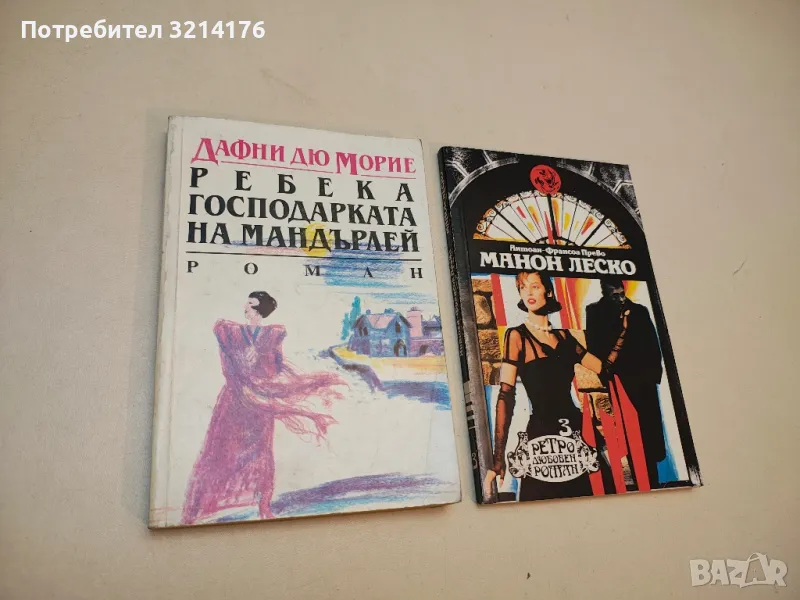 Потребител 3214176
ДАФНИ ДЮ МОРИЕ
РЕБЕКА
ГОСПОДАРКАТА
НА МАНДЪРЛЕЙ
РОМАН
Антоан-Франсоа Прево
МАНОН ЛЕСКО
3
РЕТРО
ЛЮБОВЕН
РОМАН
3
BAZAR